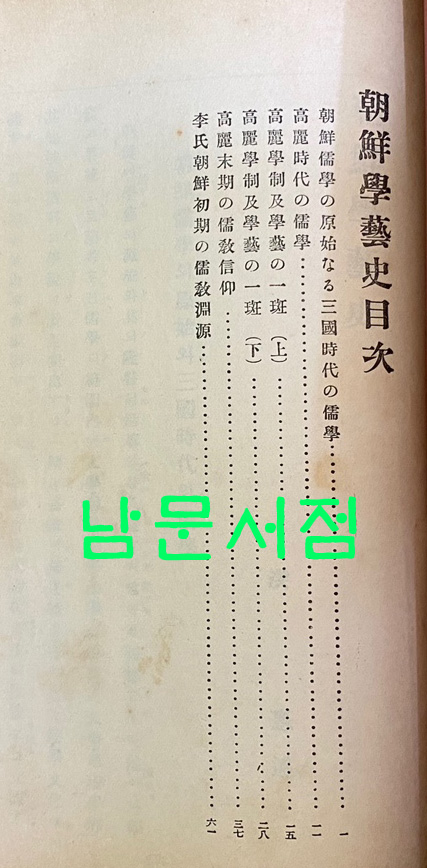 朝鮮學藝史目次
朝鮮儒學の原始なる三國時代の儒學……一
高麗時代の儒學……一一
高麗學制及學藝の一斑（上）……一五
高麗學制及學藝の一斑（下）……二八
高麗末期の儒敎信仰……三七
李氏朝鮮初期の儒敎淵源……六一
남문서점